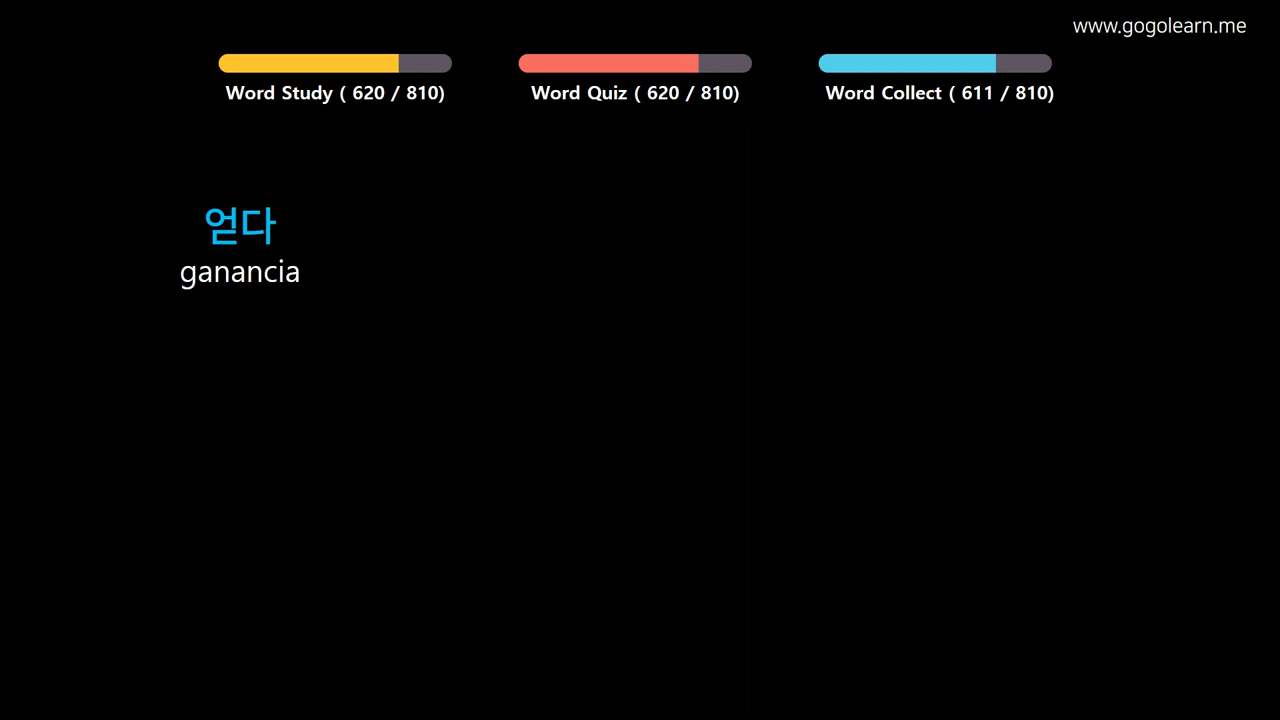 www.gogolearn.me
Word Study ( 620 / 810)
Word Quiz ( 620 / 810)
Word Collect ( 611 / 810)
얻다
ganancia